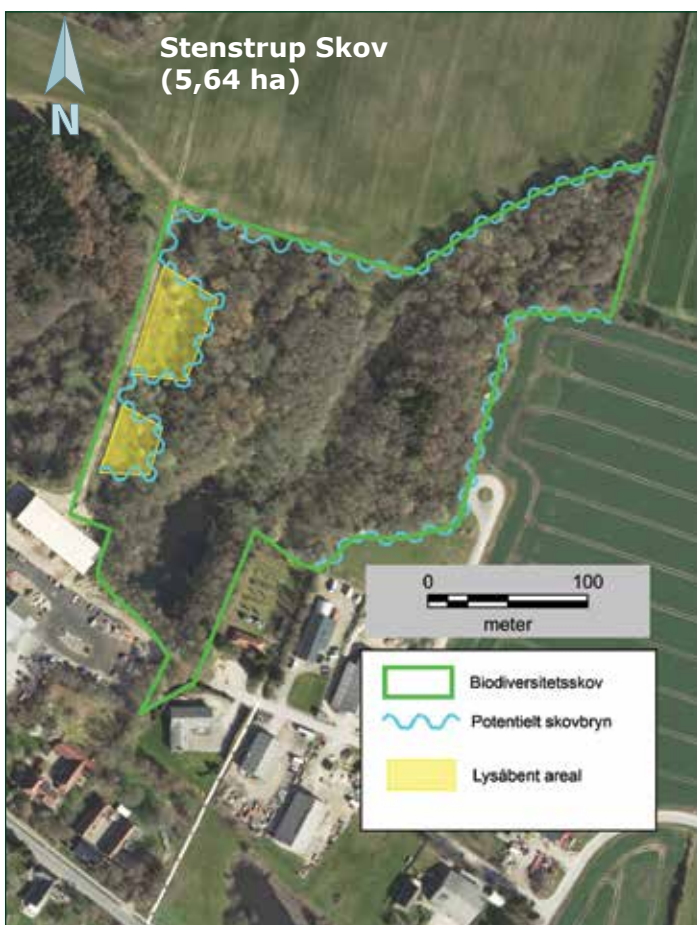 Stenstrup Skov
(5,64 ha)
N
0 100
meter
Biodiversitetsskov
Potentielt skovbryn
Lysåbent areal